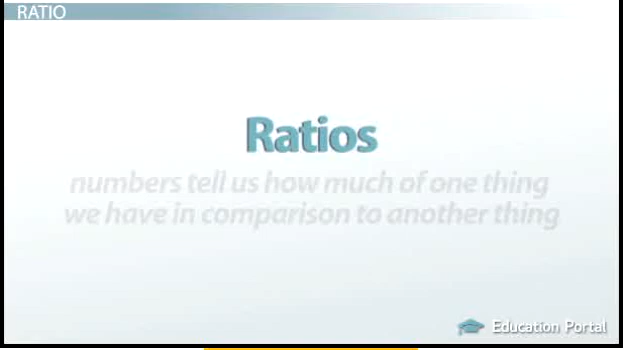 RATIO
Ratios
numbers tell us how much of one thing
we have in comparison to another thing
Education Portal